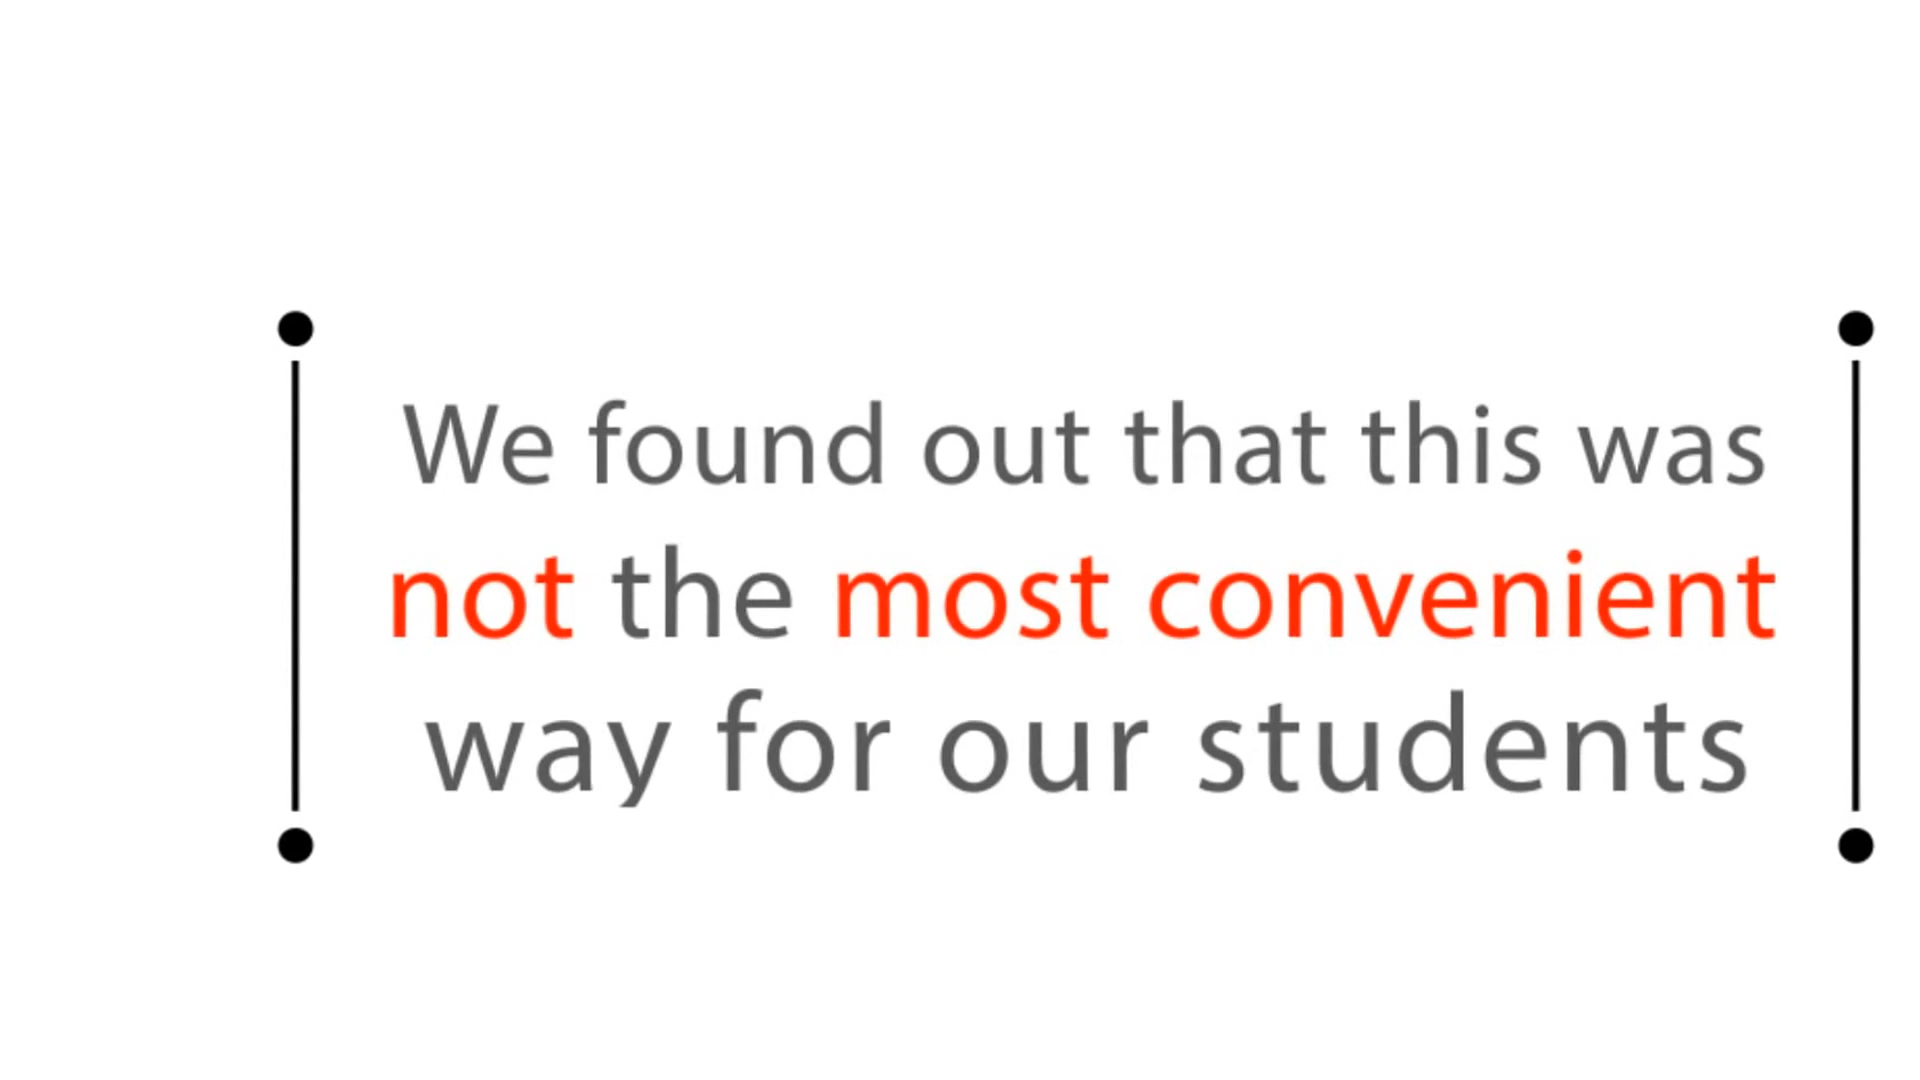 We found out that this was
not the most convenient
way for our students